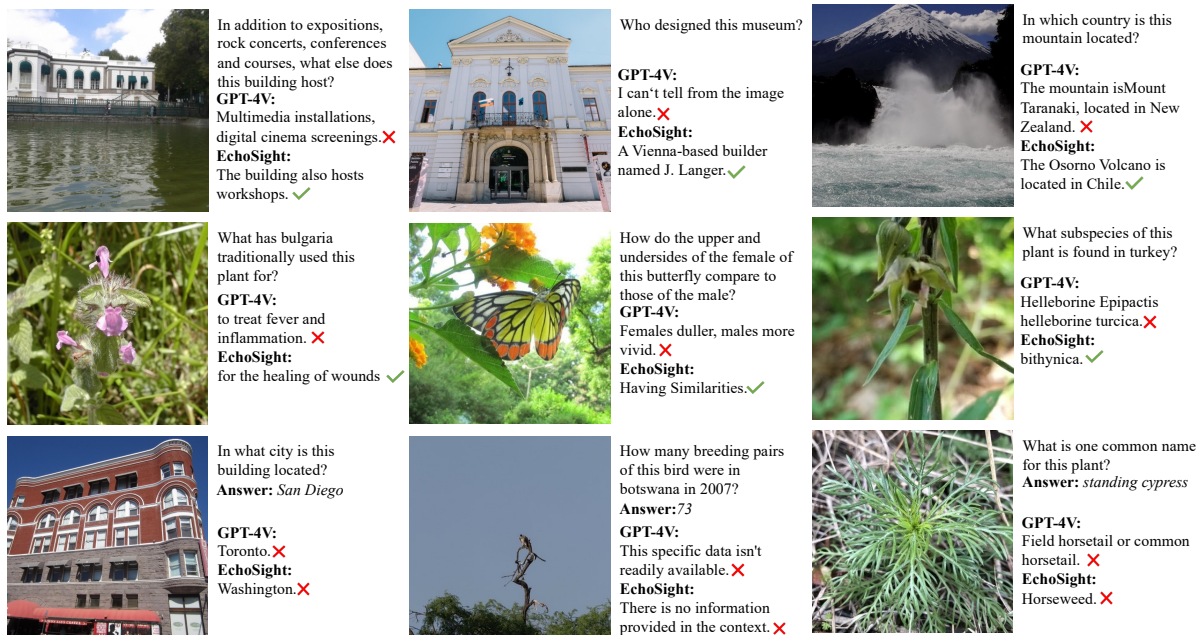 In addition to expositions,
rock concerts, conferences
and courses, what else does
this building host?
GPT-4V:
Multimedia installations,
digital cinema screenings.
EchoSight:
The building also hosts
workshops.
Who designed this museum?
GPT-4V:
I can't tell from the image
alone.
EchoSight:
A Vienna-based builder
named J. Langer.
In which country is this
mountain located?
GPT-4V:
The mountain isMount
Taranaki, located in New
Zealand.
EchoSight:
The Osorno Volcano is
located in Chile.
What has bulgaria
traditionally used this
plant for?
GPT-4V:
to treat fever and
inflammation.
EchoSight:
for the healing of wounds
How do the upper and
undersides of the female of
this butterfly compare to
those of the male?
GPT-4V:
Females duller, males more
vivid.
EchoSight:
Having Similarities.
What subspecies of this
plant is found in turkey?
GPT-4V:
Helleborine Epipactis
helleborine turcica.
EchoSight:
bithynica.
In what city is this
building located?
Answer: San Diego
GPT-4V:
Toronto.
EchoSight:
Washington.
How many breeding pairs
of this bird were in
botswana in 2007?
Answer:73
GPT-4V:
This specific data isn't
readily available.
EchoSight:
There is no information
provided in the context.
What is one common name
for this plant?
Answer: standing cypress
GPT-4V:
Field horsetail or common
horsetail.
EchoSight:
Horseweed.